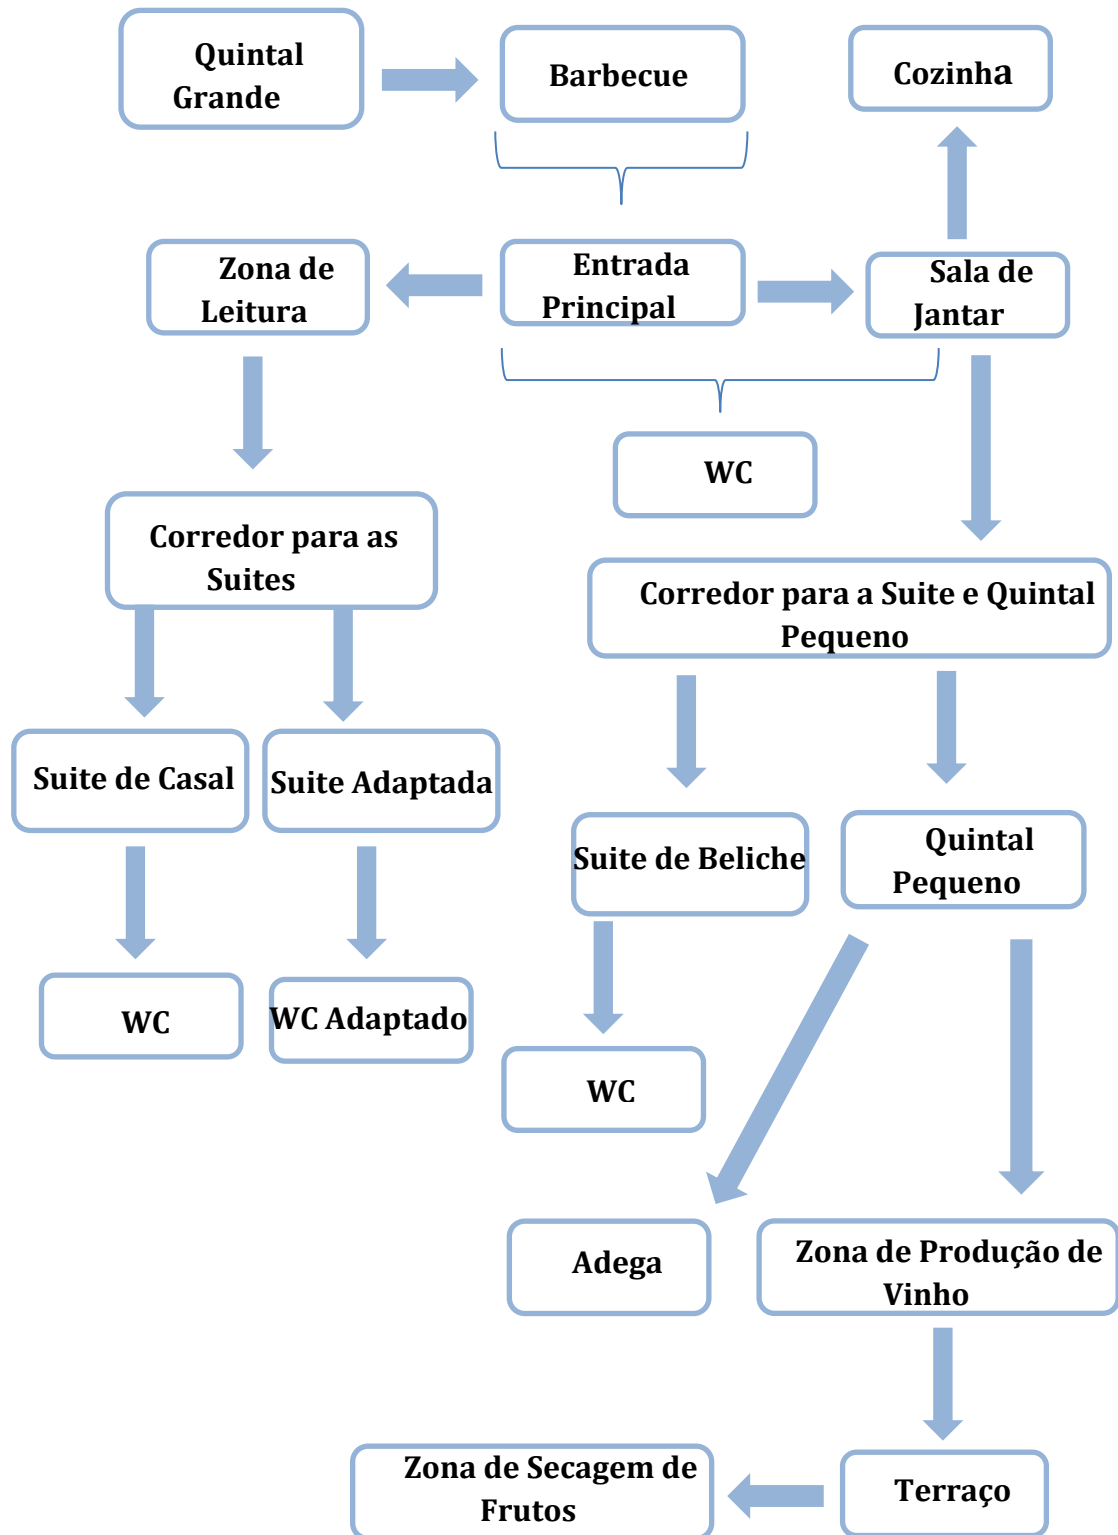 Quintal
Grande
Barbecue
Cozinha
Zona de
Leitura
Entrada
Principal
Sala de
Jantar
WC
Corredor para as
Suites
Corredor para a Suite e Quintal
Pequeno
Suite de Casal
Suite Adaptada
Suite de Beliche
Quintal
Pequeno
WC
WC Adaptado
WC
Adega
Zona de Produção de
Vinho
Zona de Secagem de
Frutos
Terraço